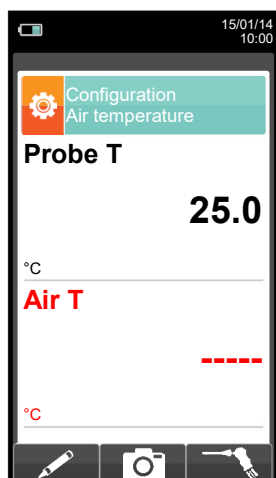 15/01/14
10:00
Configuration
Air temperature
Probe T
25.0
°C
Air T
-----
°C